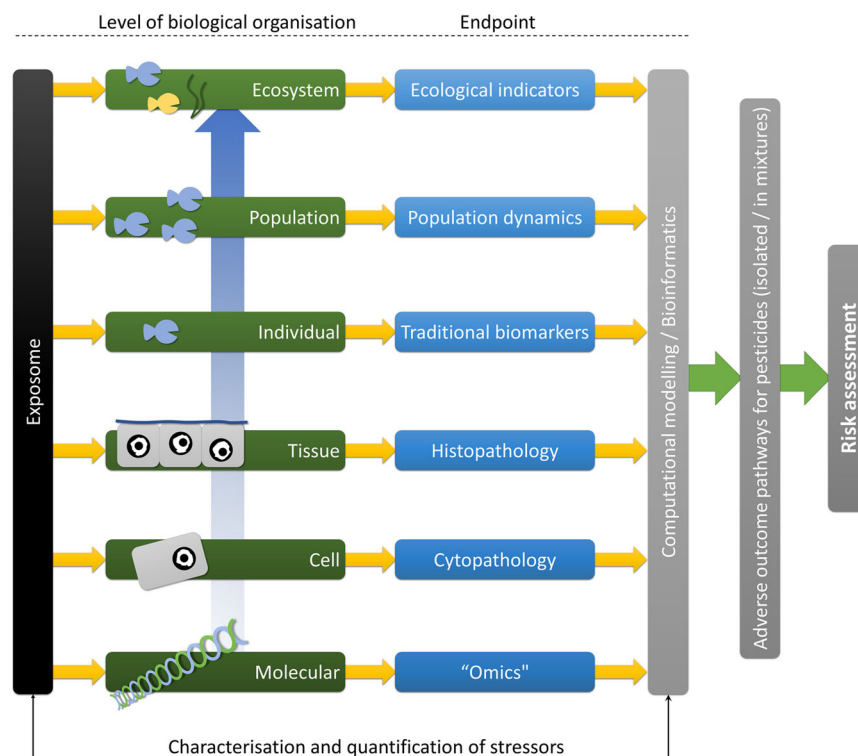 Level of biological organisation
Endpoint
Exposome
Ecosystem
Ecological indicators
Population
Population dynamics
Individual
Traditional biomarkers
Tissue
Histopathology
Cell
Cytopathology
Molecular
“Omics"
Computational modelling / Bioinformatics
Adverse outcome pathways for pesticides (isolated / in mixtures)
Risk assessment
Characterisation and quantification of stressors